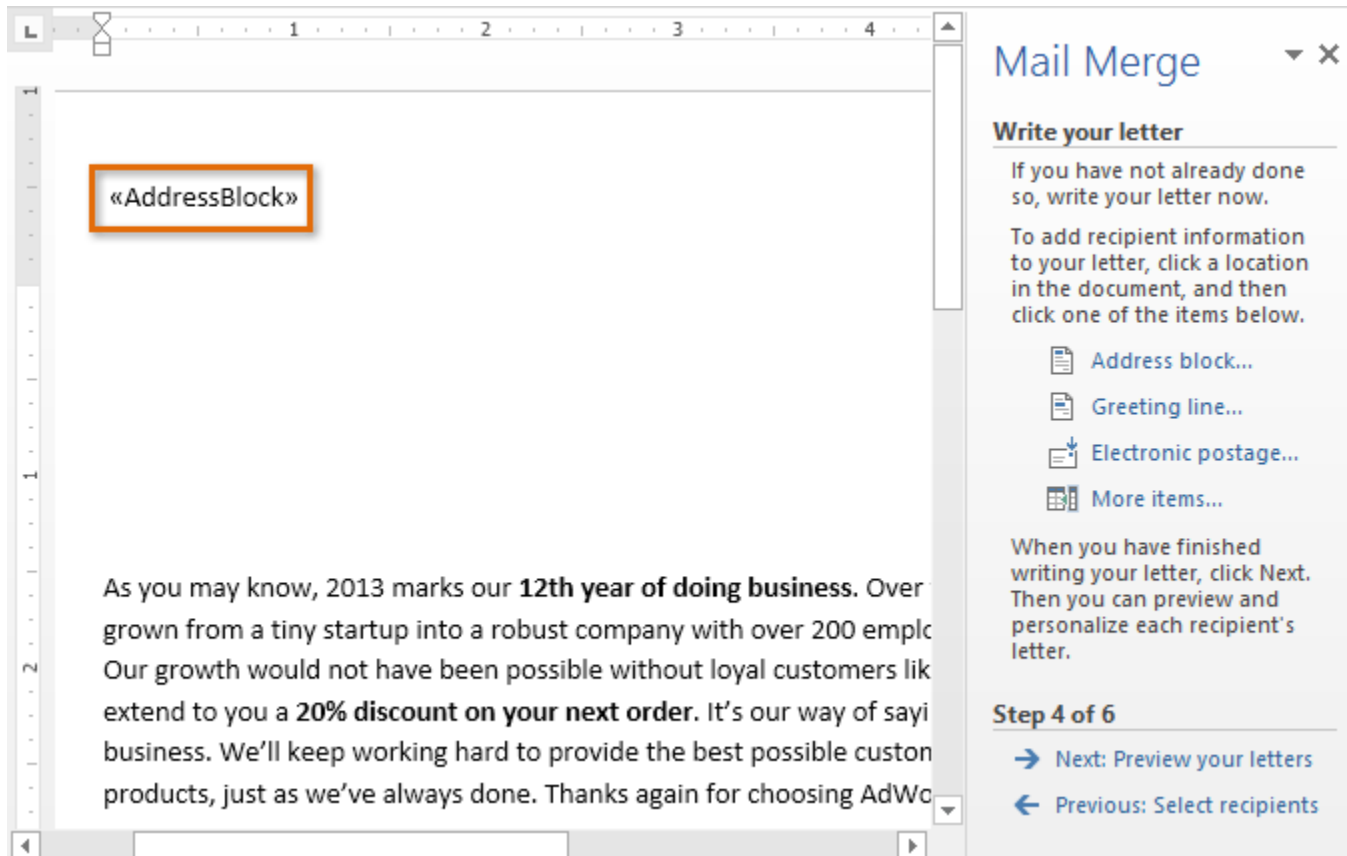 L 1 2 3 4
1
«AddressBlock»
1
2
As you may know, 2013 marks our 12th year of doing business. Over
grown from a tiny startup into a robust company with over 200 emplo
Our growth would not have been possible without loyal customers lik
extend to you a 20% discount on your next order. It's our way of sayi
business. We'll keep working hard to provide the best possible custon
products, just as we've always done. Thanks again for choosing AdWo
Mail Merge
Write your letter
If you have not already done
so, write your letter now.
To add recipient information
to your letter, click a location
in the document, and then
click one of the items below.
Address block...
Greeting line...
Electronic postage...
More items...
When you have finished
writing your letter, click Next.
Then you can preview and
personalize each recipient's
letter.
Step 4 of 6
Next: Preview your letters
Previous: Select recipients